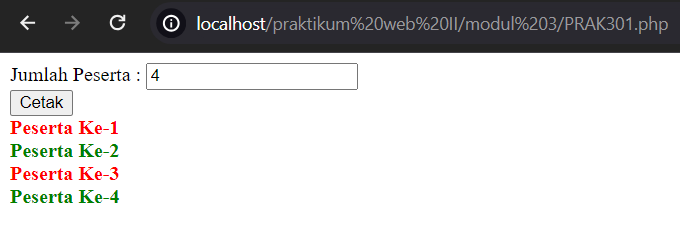 localhost/praktikum%20web%20II/modul%203/PRAK301.php
Jumlah Peserta : 4
Cetak
Peserta Ke-1
Peserta Ke-2
Peserta Ke-3
Peserta Ke-4